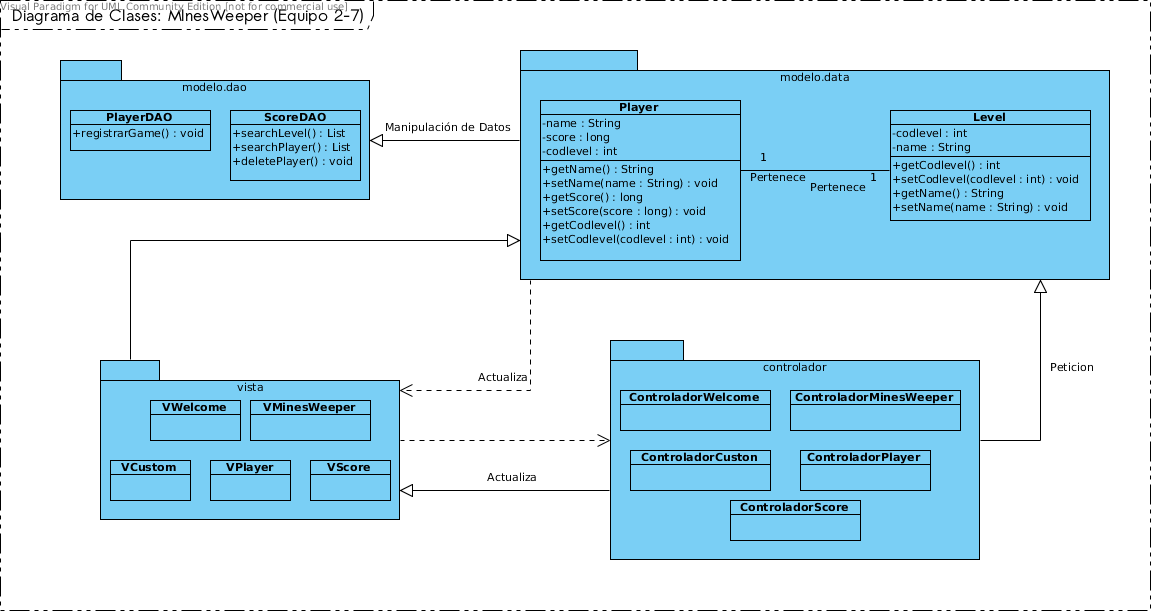 Visual Paradigm for UML Community Edition [not for commercial use]
Diagrama de Clases: MInesWeeper (Equipo 2-7)
modelo.dao
PlayerDAO
+registrarGame() : void
ScoreDAO
+searchLevel() : List
+searchPlayer() : List
+deletePlayer() : void
Manipulación de Datos
modelo.data
Player
-name : String
-score : long
-codlevel : int
+getName() : String
+setName(name : String) : void
+getScore() : long
+setScore(score : long) : void
+getCodlevel() : int
+setCodlevel(codlevel : int) : void
1
Pertenece
1
Pertenece
Level
-codlevel : int
-name : String
+getCodlevel() : int
+setCodlevel(codlevel : int) : void
+getName() : String
+setName(name : String) : void
Actualiza
Peticion
vista
VWelcome
VMinesWeeper
VCustom
VPlayer
VScore
Actualiza
controlador
ControladorWelcome
ControladorMinesWeeper
ControladorCuston
ControladorPlayer
ControladorScore